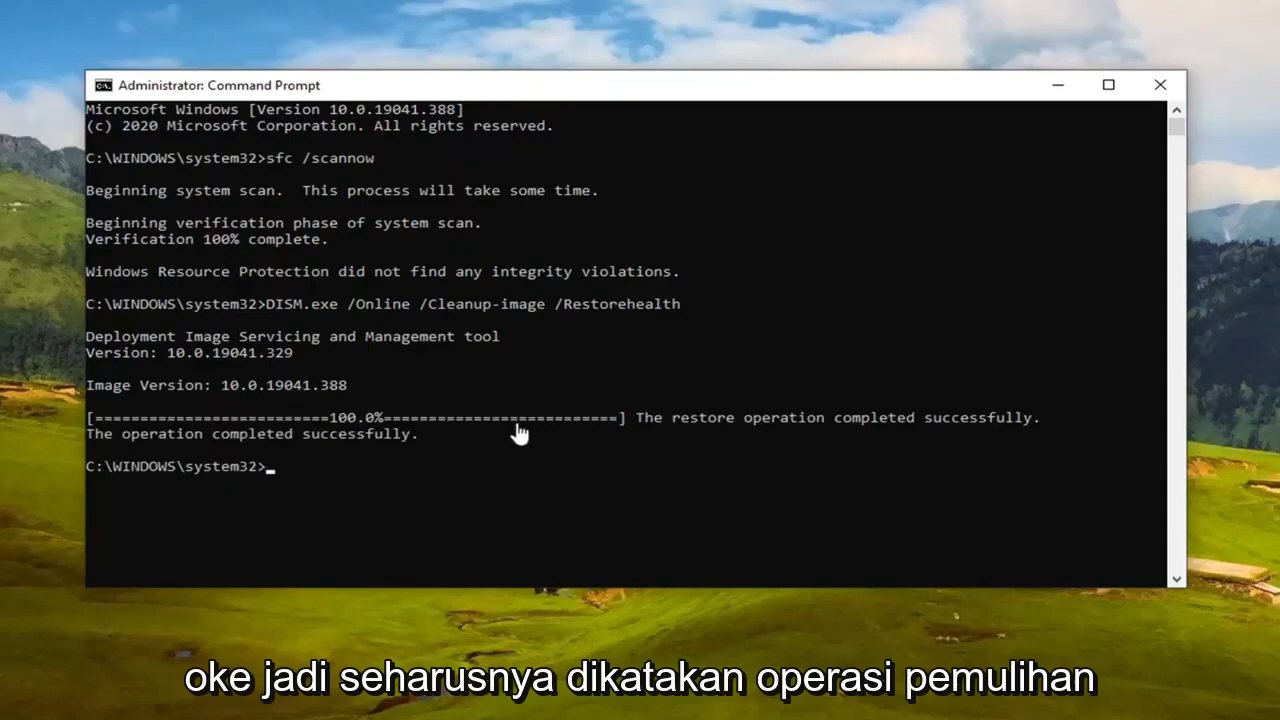 Administrator: Command Prompt
Microsoft Windows [Version 10.0.19041.388]
(c) 2020 Microsoft Corporation. All rights reserved.
C:\WINDOWS\system32>sfc /scannow
Beginning system scan.  This process will take some time.
Beginning verification phase of system scan.
Verification 100% complete.
Windows Resource Protection did not find any integrity violations.
C:\WINDOWS\system32>DISM.exe /Online /Cleanup-image /Restorehealth
Deployment Image Servicing and Management tool
Version: 10.0.19041.329
Image Version: 10.0.19041.388
[==========================100.0%==========================] The restore operation completed successfully.
The operation completed successfully.
C:\WINDOWS\system32>_
oke jadi seharusnya dikatakan operasi pemulihan